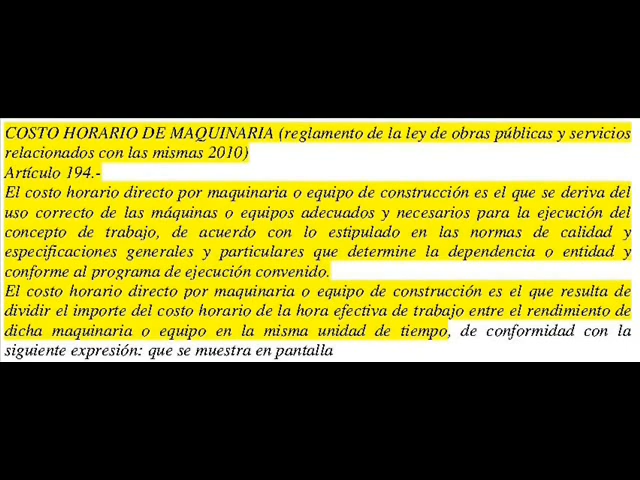 COSTO HORARIO DE MAQUINARIA (reglamento de la ley de obras públicas y servicios
relacionados con las mismas 2010)
Artículo 194.-
El costo horario directo por maquinaria o equipo de construcción es el que se deriva del
uso correcto de las máquinas o equipos adecuados y necesarios para la ejecución del
concepto de trabajo, de acuerdo con lo estipulado en las normas de calidad y
especificaciones generales y particulares que determine la dependencia o entidad y
conforme al programa de ejecución convenido.
El costo horario directo por maquinaria o equipo de construcción es el que resulta de
dividir el importe del costo horario de la hora efectiva de trabajo entre el rendimiento de
dicha maquinaria o equipo en la misma unidad de tiempo, de conformidad con la
siguiente expresión: que se muestra en pantalla